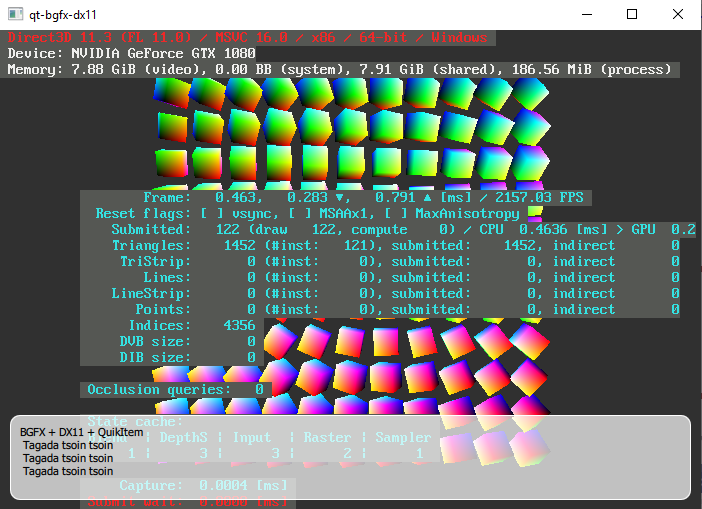 qt-bgfx-dx11
Direct3D 11.3 (FL 11.0) / MSVC 16.0 / x86 / 64-bit / Windows
Device: NVIDIA GeForce GTX 1080
Memory: 7.88 GiB (video), 0.00 BB (system), 7.91 GiB (shared), 186.56 MiB (process)
Frame: 0.463, 0.283 ▼, 0.791 ▲ [ms] / 2157.03 FPS
Reset flags: [ ] vsync, [ ] MSAAx1, [ ] MaxAnisotropy
Submitted: 122 (draw 122, compute 0) / CPU 0.4636 [ms] > GPU 0.2
Triangles: 1452 (#inst: 121), submitted: 1452, indirect 0
TriStrip: 0 (#inst: 0), submitted: 0, indirect 0
Lines: 0 (#inst: 0), submitted: 0, indirect 0
LineStrip: 0 (#inst: 0), submitted: 0, indirect 0
Points: 0 (#inst: 0), submitted: 0, indirect 0
Indices: 4356
DVB size: 0
DIB size: 0
Occlusion queries: 0
State cache:
| DepthS | Input | Raster | Sampler
1 | 3 | 3 | 2 | 1
BGFX + DX11 + QuikItem
Tagada tsoin tsoin
Tagada tsoin tsoin
Tagada tsoin tsoin
Capture: 0.0004 [ms]
Submit wait: 0.0000 [ms]